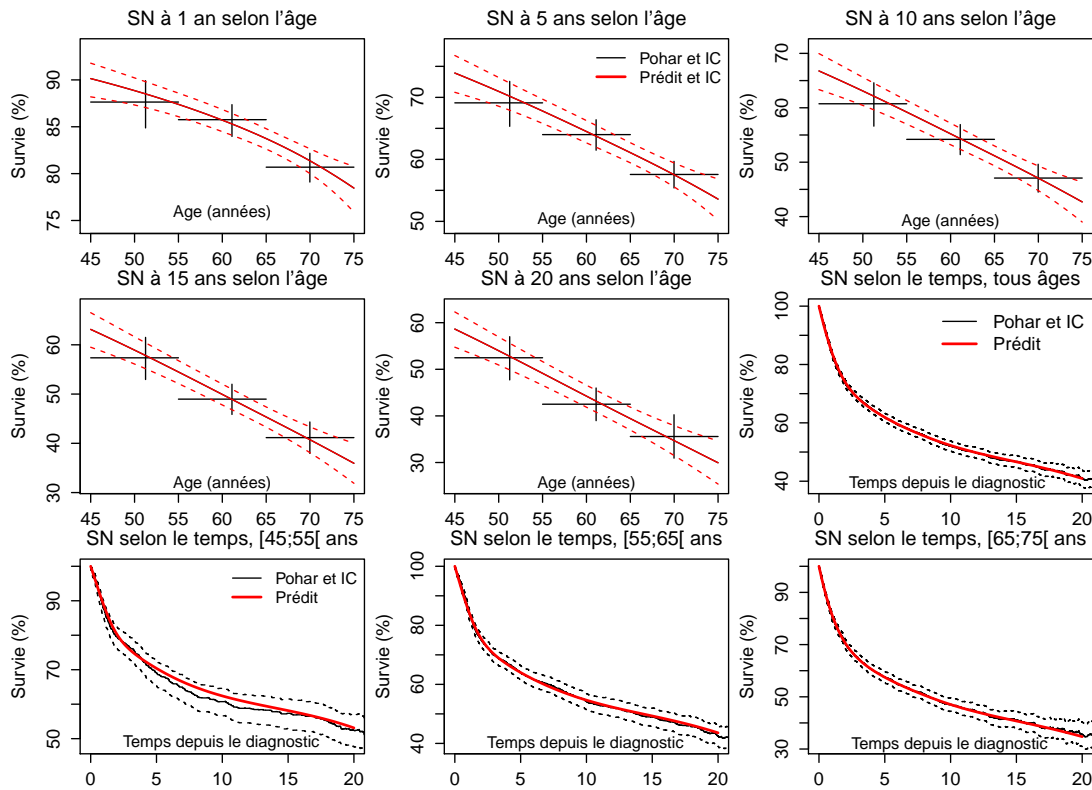 SN à 1 an selon l'âge
Survie (%)
90
85
80
75
Age (années)
45 50 55 60 65 70 75
SN à 5 ans selon l'âge
Survie (%)
70
60
50
Pohar et IC
Prédit et IC
Age (années)
45 50 55 60 65 70 75
SN à 10 ans selon l'âge
Survie (%)
70
60
50
40
Age (années)
45 50 55 60 65 70 75
SN à 15 ans selon l'âge
Survie (%)
60
50
40
30
Age (années)
45 50 55 60 65 70 75
SN à 20 ans selon l'âge
Survie (%)
60
50
40
30
Age (années)
45 50 55 60 65 70 75
SN selon le temps, tous âges
Survie (%)
100
80
60
40
Pohar et IC
Prédit
Temps depuis le diagnostic
0 5 10 15 20
SN selon le temps, [45;55[ ans
Survie (%)
90
70
50
Pohar et IC
Prédit
Temps depuis le diagnostic
0 5 10 15 20
SN selon le temps, [55;65[ ans
Survie (%)
100
80
60
40
Temps depuis le diagnostic
0 5 10 15 20
SN selon le temps, [65;75[ ans
Survie (%)
90
70
50
30
Temps depuis le diagnostic
0 5 10 15 20